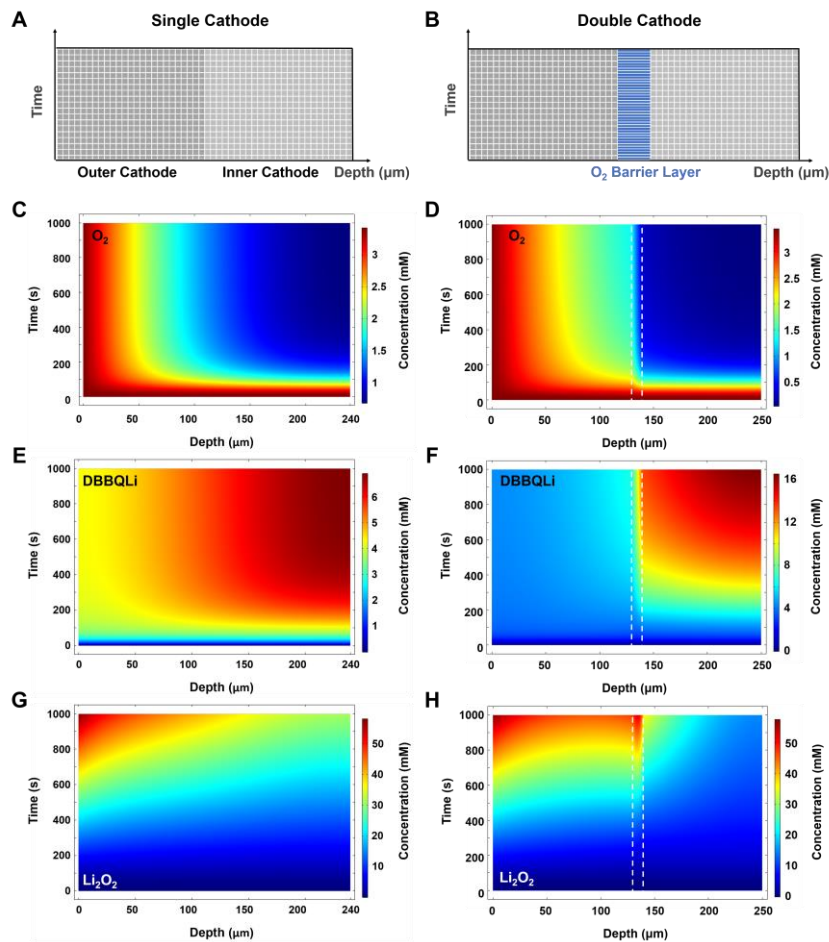 A
Single Cathode
Time
Outer Cathode
Inner Cathode
Depth (μm)
B
Double Cathode
Time
O₂ Barrier Layer
Depth (μm)
C
O₂
1000
800
600
400
200
0
Time (s)
0
50
100
150
200
240
Depth (μm)
3
2
1
Concentration (mM)
D
O₂
1000
800
600
400
200
0
Time (s)
0
50
100
150
200
250
Depth (μm)
3
2.5
2
1.5
1
0.5
Concentration (mM)
E
DBBQLi
1000
800
600
400
200
0
Time (s)
0
50
100
150
200
240
Depth (μm)
6
5
4
3
2
1
Concentration (mM)
F
DBBQLi
1000
800
600
400
200
0
Time (s)
0
50
100
150
200
250
Depth (μm)
16
12
8
4
0
Concentration (mM)
G
Li₂O₂
1000
800
600
400
200
0
Time (s)
0
50
100
150
200
240
Depth (μm)
50
40
30
20
10
Concentration (mM)
H
Li₂O₂
1000
800
600
400
200
0
Time (s)
0
50
100
150
200
250
Depth (μm)
50
40
30
20
10
0
Concentration (mM)